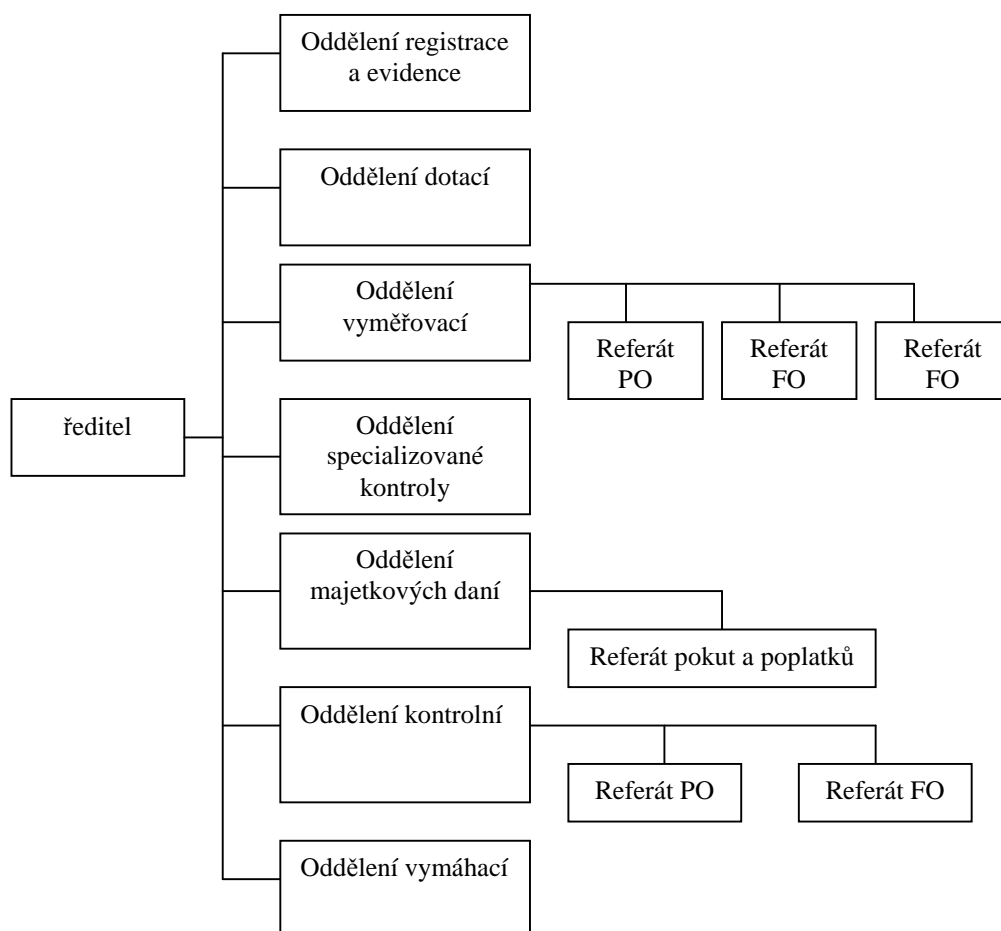 Oddělení registrace
a evidence
Oddělení dotací
Oddělení
vyměřovací
Referát
PO
Referát
FO
Referát
FO
ředitel
Oddělení
specializované
kontroly
Oddělení
majetkových daní
Referát pokut a poplatků
Oddělení kontrolní
Referát PO
Referát FO
Oddělení vymáhací